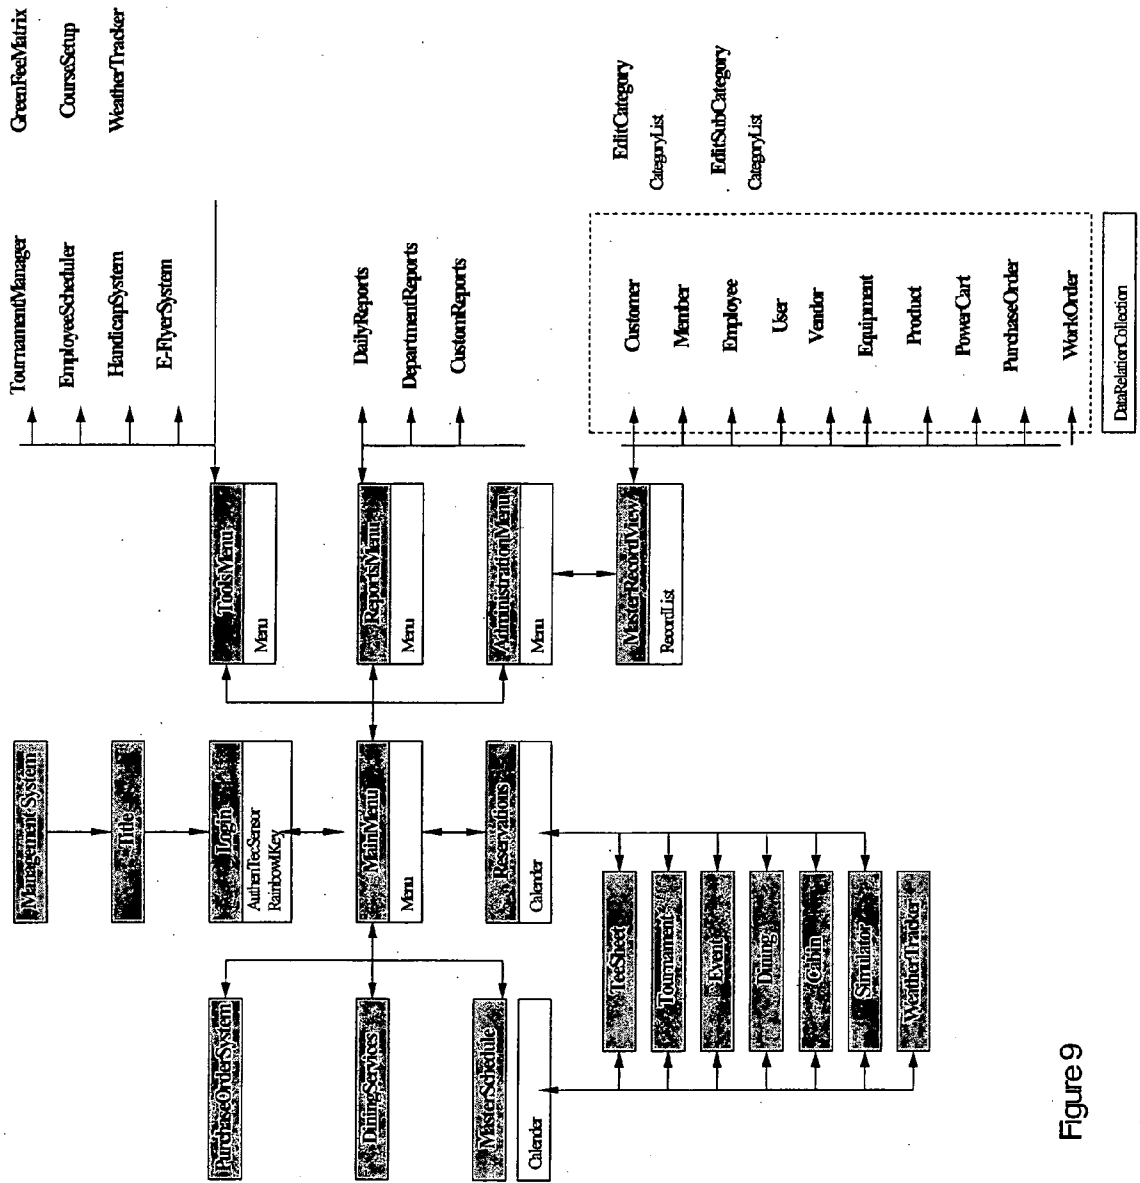 ManagementSystem
Title
Login
AuthenTecSensor
RainbowIKey
MainMenu
Menu
Reservations
Calender
PurchaseOrderSystem
DiningServices
MasterSchedule
Calender
TeeSheet
Tournament
Event
Dining
Cabin
Simulator
WeatherTracker
ToolsMenu
Menu
ReportsMenu
Menu
AdministrationMenu
Menu
MasterRecordView
RecordList
TournamentManager
EmployeeScheduler
HandicapSystem
E-FlyerSystem
GreenFeeMatrix
CourseSetup
WeatherTracker
DailyReports
DepartmentReports
CustomReports
Customer
Member
Employee
User
Vendor
Equipment
Product
PowerCart
PurchaseOrder
WorkOrder
DataRelationCollection
EditCategory
CategoryList
EditSubCategory
CategoryList
Figure 9